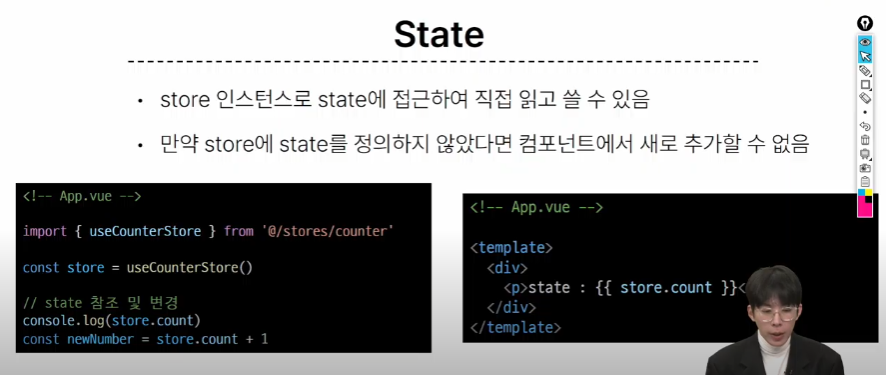 State
• store 인스턴스로 state에 접근하여 직접 읽고 쓸 수 있음
• 만약 store에 state를 정의하지 않았다면 컴포넌트에서 새로 추가할 수 없음
<!-- App.vue -->
import { useCounterStore } from '@/stores/counter'
const store = useCounterStore()
// state 참조 및 변경
console.log(store.count)
const newNumber = store.count + 1
<!-- App.vue -->
<template>
<div>
<p>state : {{ store.count }}<
</div>
</template>